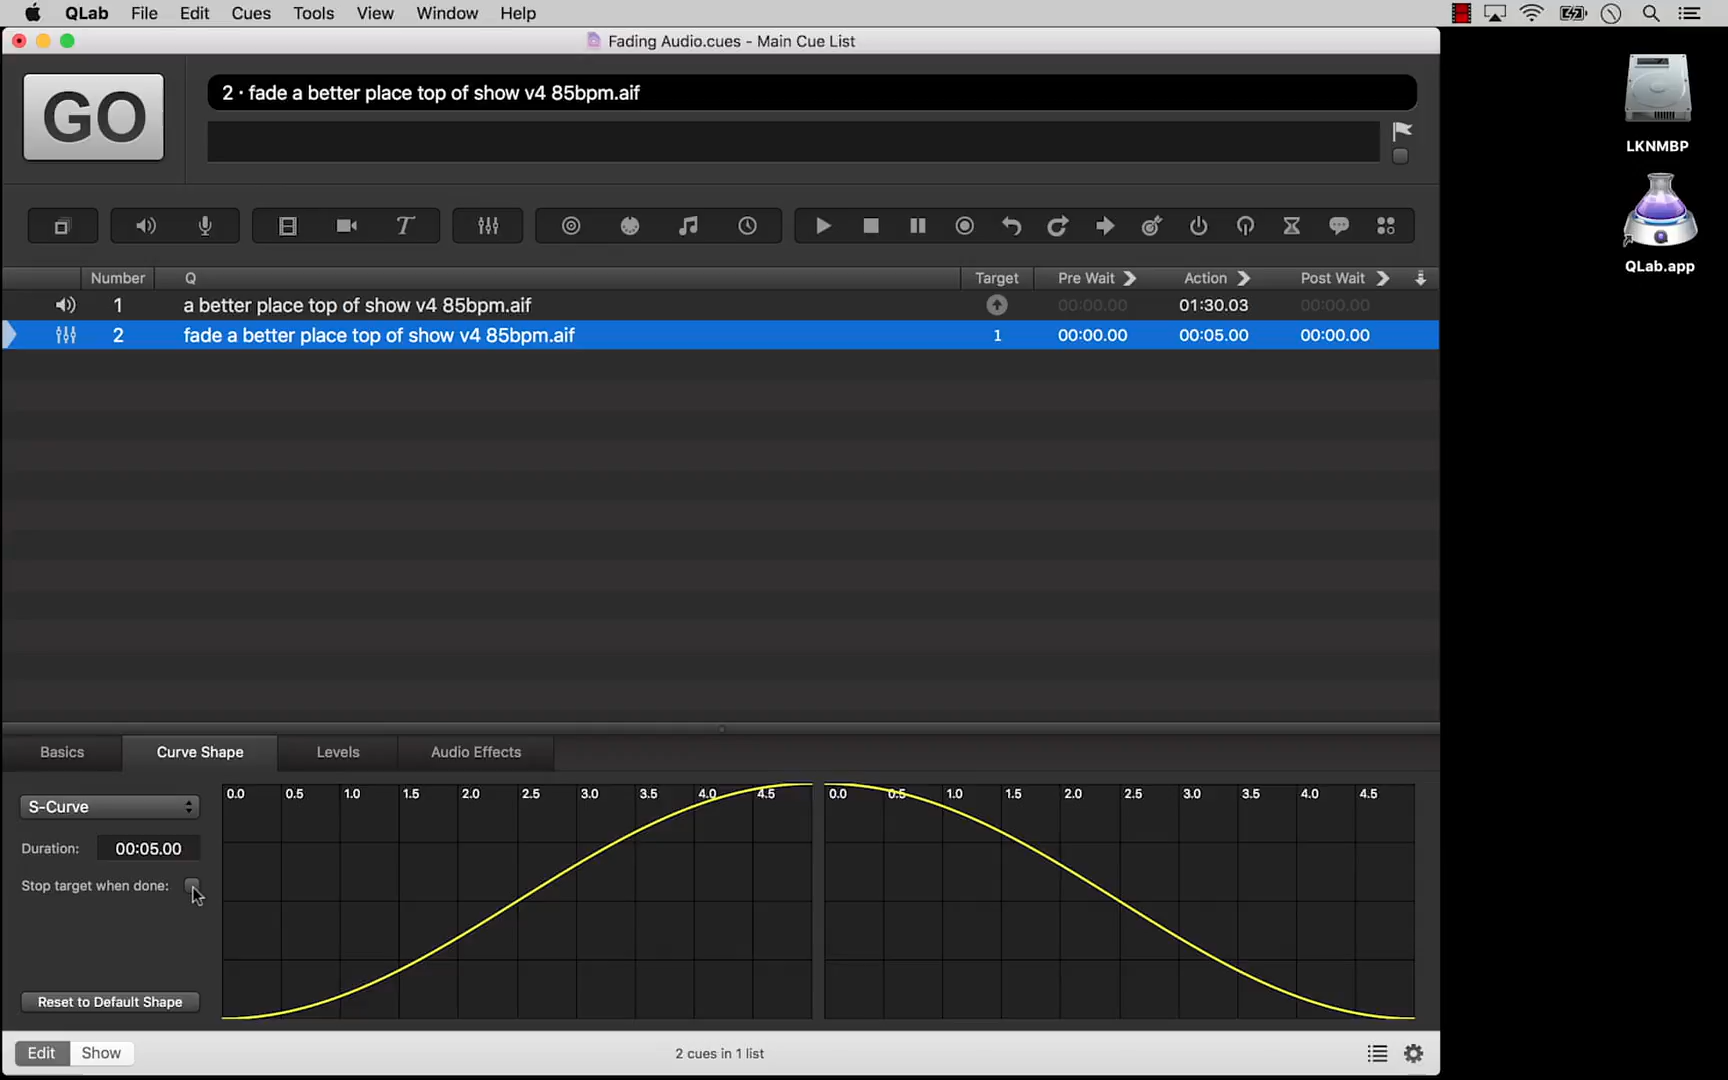 QLab File Edit Cues Tools View Window Help
Fading Audio.cues - Main Cue List
GO
2 · fade a better place top of show v4 85bpm.aif
LKNMBP
QLab.app
Number Q Target Pre Wait Action Post Wait
1 a better place top of show v4 85bpm.aif 00:00.00 01:30.03 00:00.00
2 fade a better place top of show v4 85bpm.aif 1 00:00.00 00:05.00 00:00.00
Basics Curve Shape Levels Audio Effects
S-Curve
0.0 0.5 1.0 1.5 2.0 2.5 3.0 3.5 4.0 4.5 0.0 0.5 1.0 1.5 2.0 2.5 3.0 3.5 4.0 4.5
Duration: 00:05.00
Stop target when done:
Reset to Default Shape
Edit Show 2 cues in 1 list